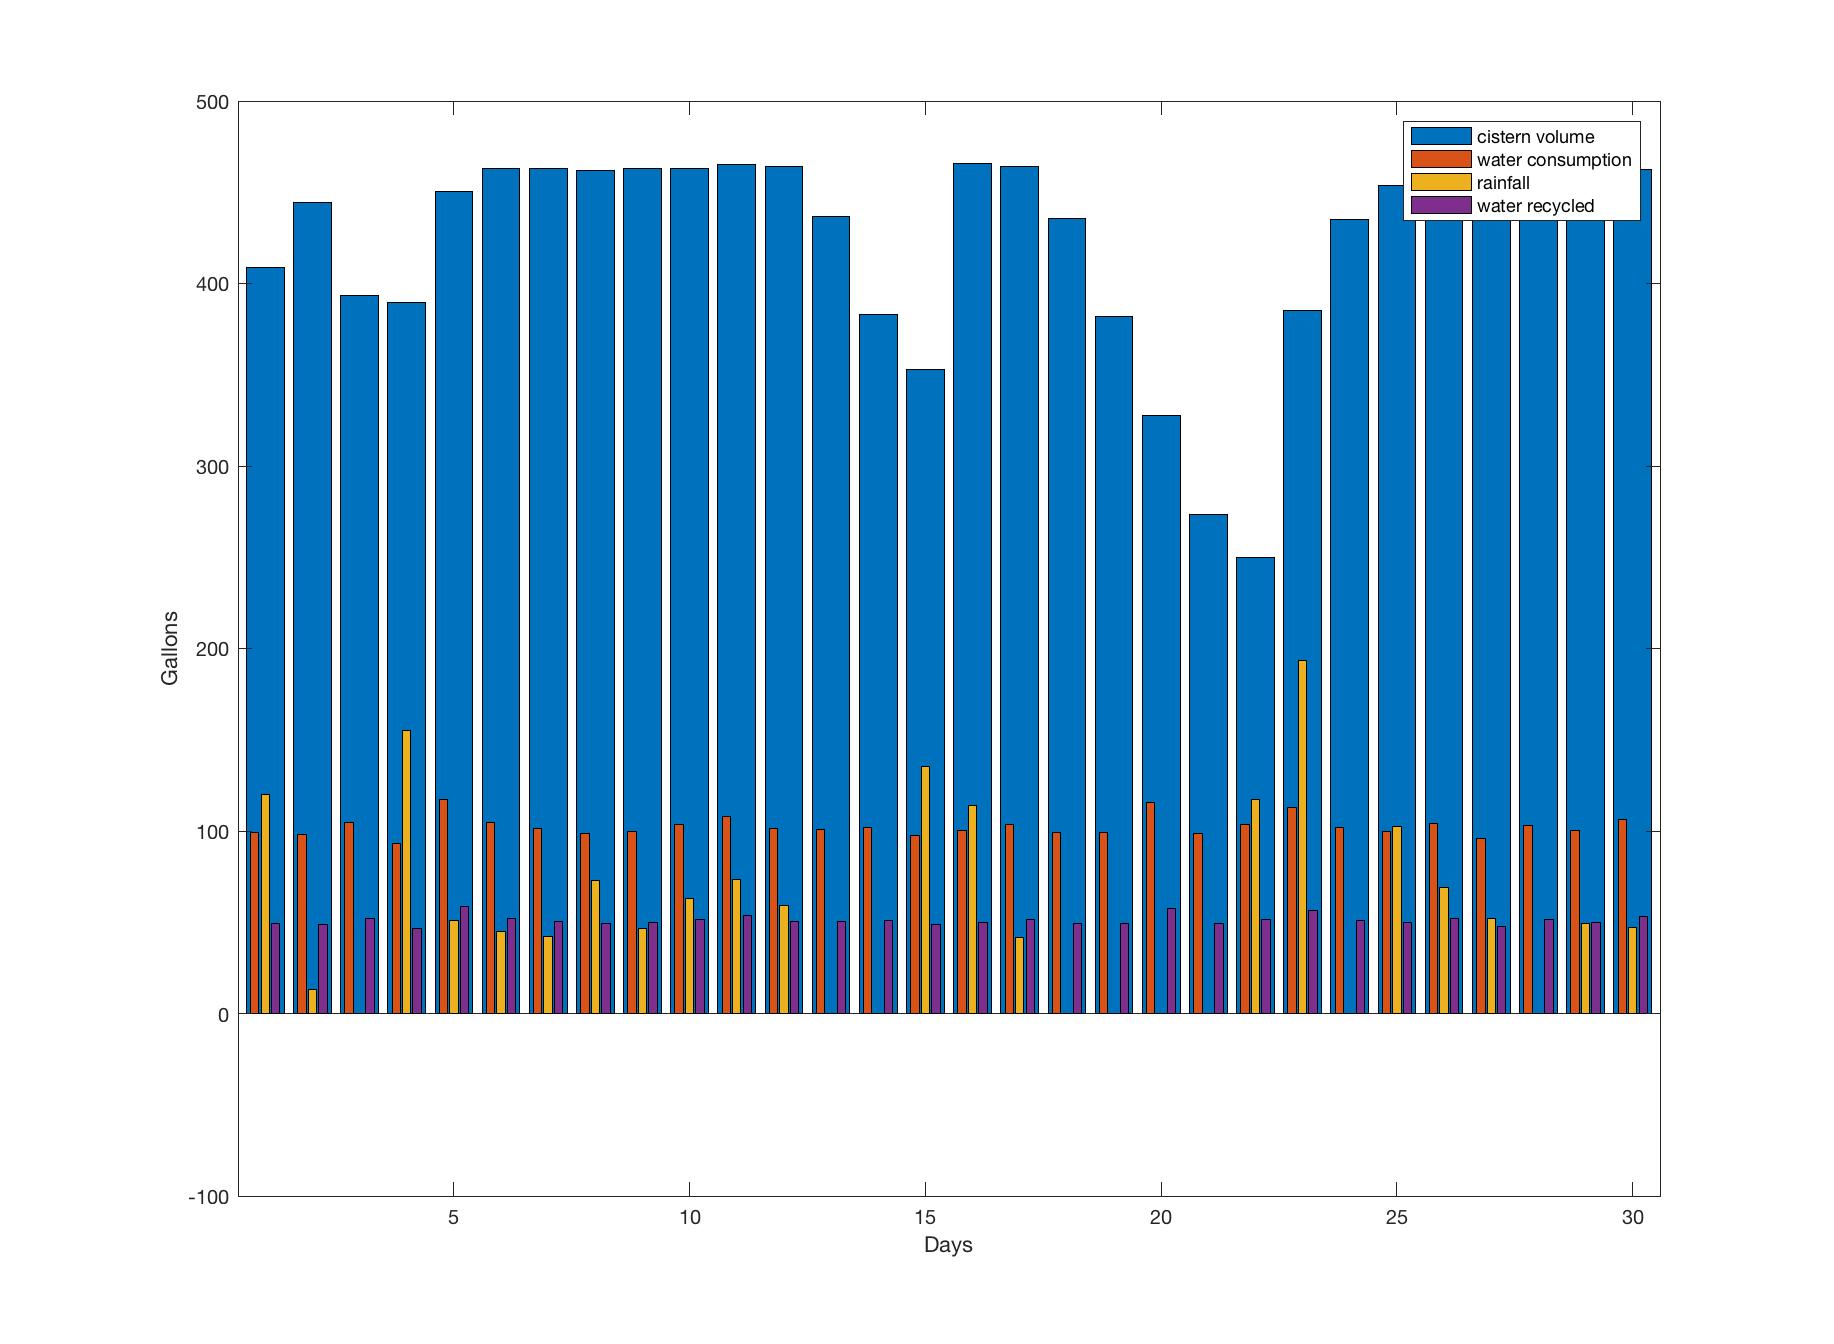 500
cistern volume
water consumption
rainfall
water recycled
400
300
200
100
0
-100
Gallons
5 10 15 20 25 30
Days